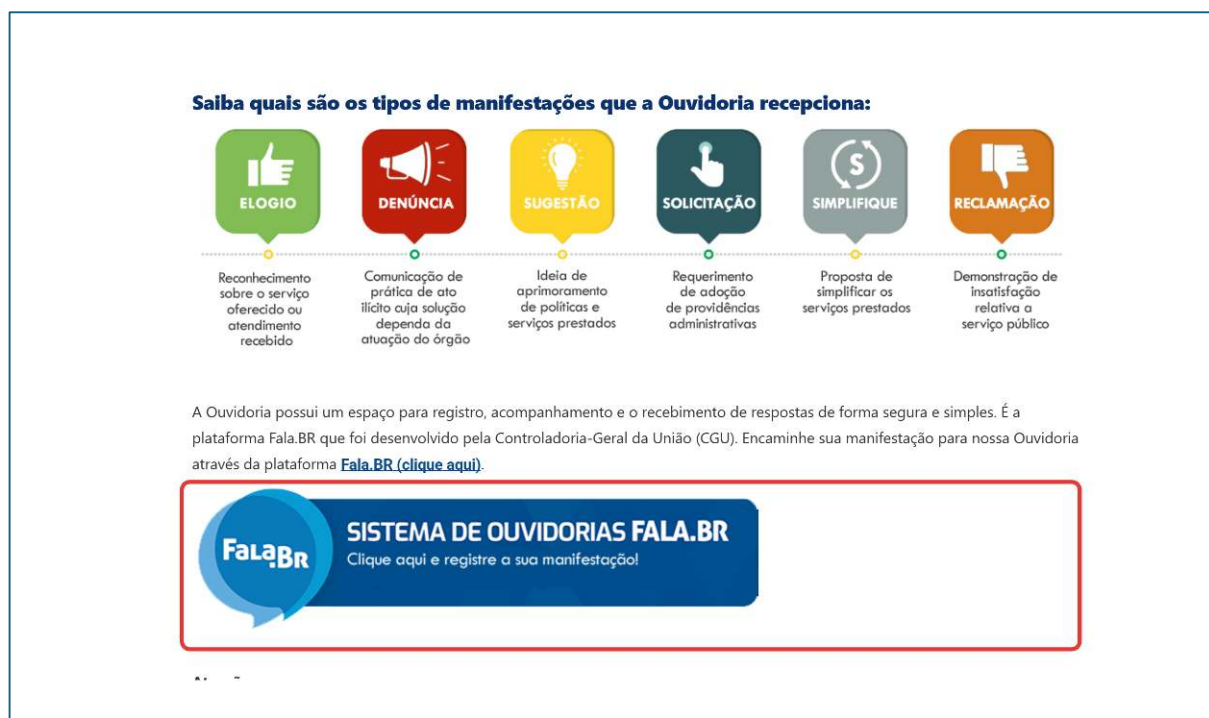 Saiba quais são os tipos de manifestações que a Ouvidoria recepciona:
ELOGIO
DENÚNCIA
SUGESTÃO
SOLICITAÇÃO
SIMPLIFIQUE
RECLAMAÇÃO
Reconhecimento
sobre o serviço
oferecido ou
atendimento
recebido
Comunicação de
prática de ato
ilícito cuja solução
dependa da
atuação do órgão
Ideia de
aprimoramento
de políticas e
serviços prestados
Requerimento
de adoção
de providências
administrativas
Proposta de
simplificar os
serviços prestados
Demonstração de
insatisfação
relativa a
serviço público
A Ouvidoria possui um espaço para registro, acompanhamento e o recebimento de respostas de forma segura e simples. É a
plataforma Fala.BR que foi desenvolvido pela Controladoria-Geral da União (CGU). Encaminhe sua manifestação para nossa Ouvidoria
através da plataforma Fala.BR (clique aqui).
Fala.BR
SISTEMA DE OUVIDORIAS FALA.BR
Clique aqui e registre a sua manifestação!